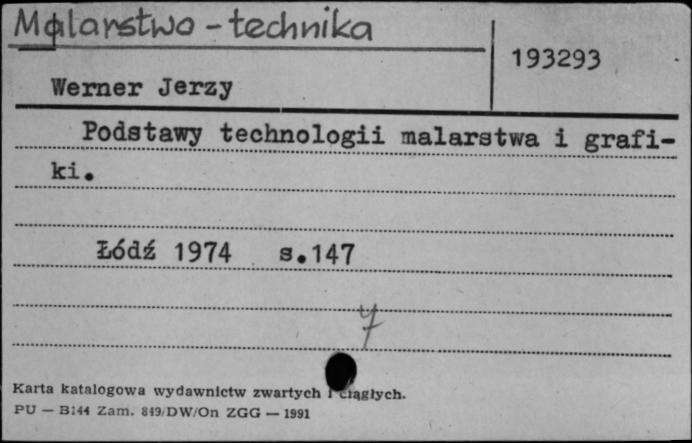 Malarstwo - technika
193293
Werner Jerzy
Podstawy technologii malarstwa i grafi-
ki.
Łódź 1974 s.147
7
Karta katalogowa wydawnictw zwartych i ciągłych.
PU — B144 Zam. 849/DW/On ZGG — 1991